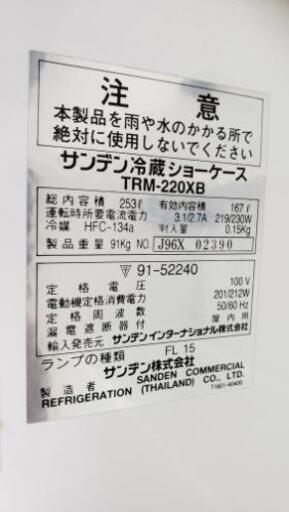 注意
本製品を雨や水のかかる所で
絶対に使用しないでください
サンデン冷蔵ショーケース
TRM-220XB
総内容積 253ℓ 有効内容積 167ℓ
運転時所要電流電力 3.1/2.7A 219/230W
冷媒 HFC-134a 封入量 0.15Kg
製品重量 91Kg NO. J96X 02390
91-52240
定格電圧 100 V
電動機定格消費電力 201/212W
定格周波数 50/60 Hz
漏電遮断器付 屋内用
輸入発売元 サンデンインターナショナル株式会社
ランプの種類 FL 15
サンデン株式会社
製造者 SANDEN COMMERCIAL
REFRIGERATION (THAILAND) CO., LTD.
T1601-40400